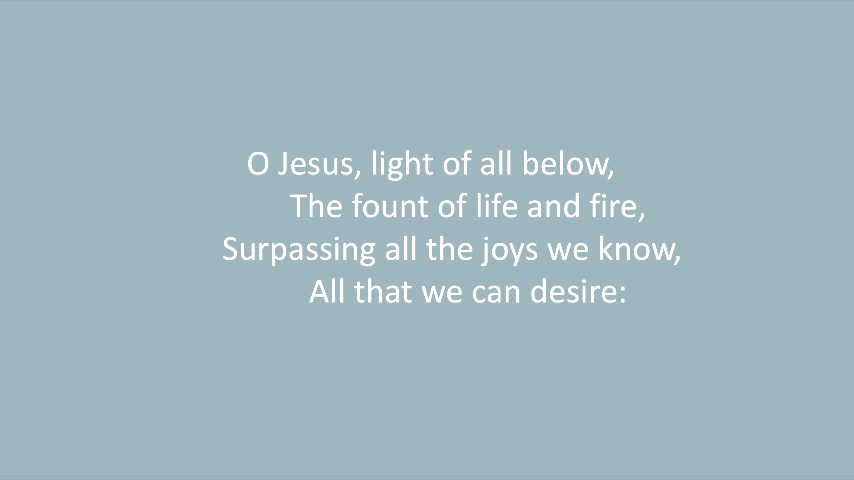 O Jesus, light of all below,
The fount of life and fire,
Surpassing all the joys we know,
All that we can desire: